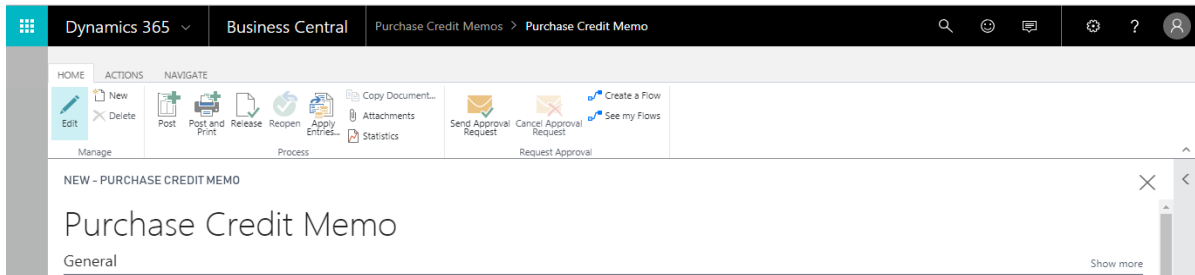 Dynamics 365 Business Central Purchase Credit Memos > Purchase Credit Memo ?
HOME ACTIONS NAVIGATE
Edit
New
Delete
Manage
Post
Post and
Print
Release
Reopen
Apply
Entries...
Copy Document...
Attachments
Statistics
Process
Send Approval
Request
Cancel Approval
Request
Create a Flow
See my Flows
Request Approval
NEW - PURCHASE CREDIT MEMO
Purchase Credit Memo
General Show more